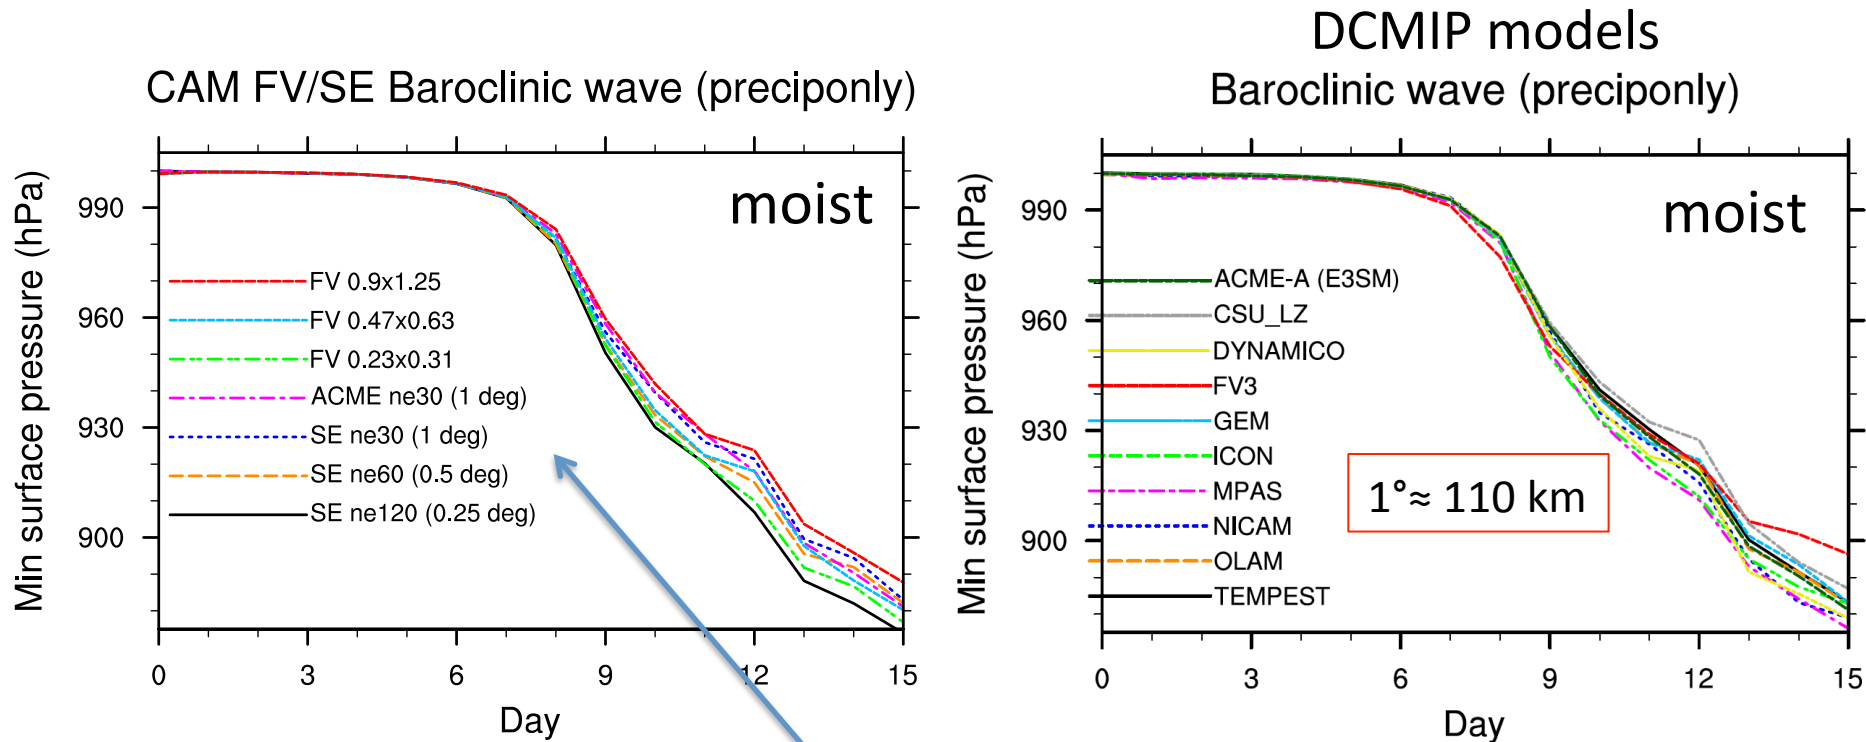 CAM FV/SE Baroclinic wave (preciponly)
moist
Min surface pressure (hPa)
990
960
930
900
FV 0.9x1.25
FV 0.47x0.63
FV 0.23x0.31
ACME ne30 (1 deg)
SE ne30 (1 deg)
SE ne60 (0.5 deg)
SE ne120 (0.25 deg)
0 3 6 9 12 15
Day
DCMIP models
Baroclinic wave (preciponly)
moist
Min surface pressure (hPa)
990
960
930
900
ACME-A (E3SM)
CSU_LZ
DYNAMICO
FV3
GEM
ICON
MPAS
NICAM
OLAM
TEMPEST
1°≈ 110 km
0 3 6 9 12 15
Day